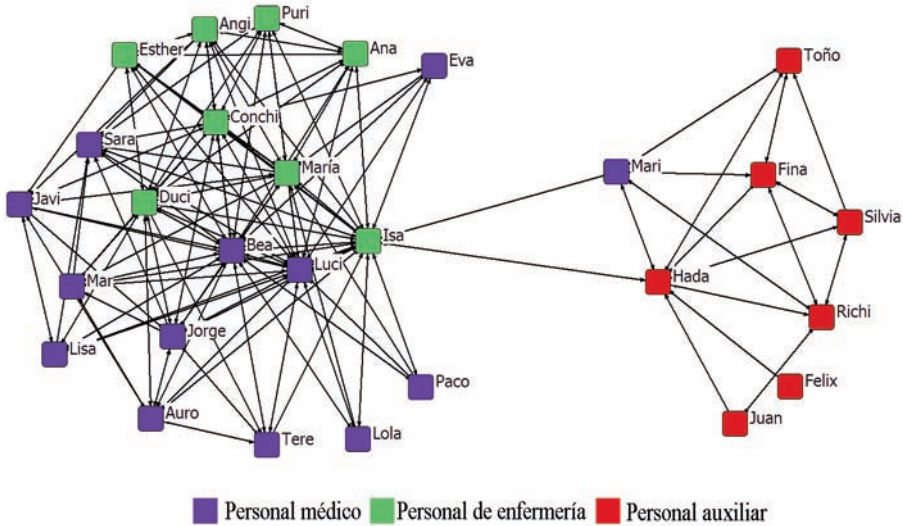 Puri
Angi
Esther
Ana
Eva
Toño
Conchi
Sara
María
Mari
Fina
Javi
Duci
Isa
Silvia
Bea
Luci
Hada
Mar
Richi
Jorge
Lisa
Paco
Felix
Auro
Juan
Tere
Lola
Personal médico Personal de enfermería Personal auxiliar